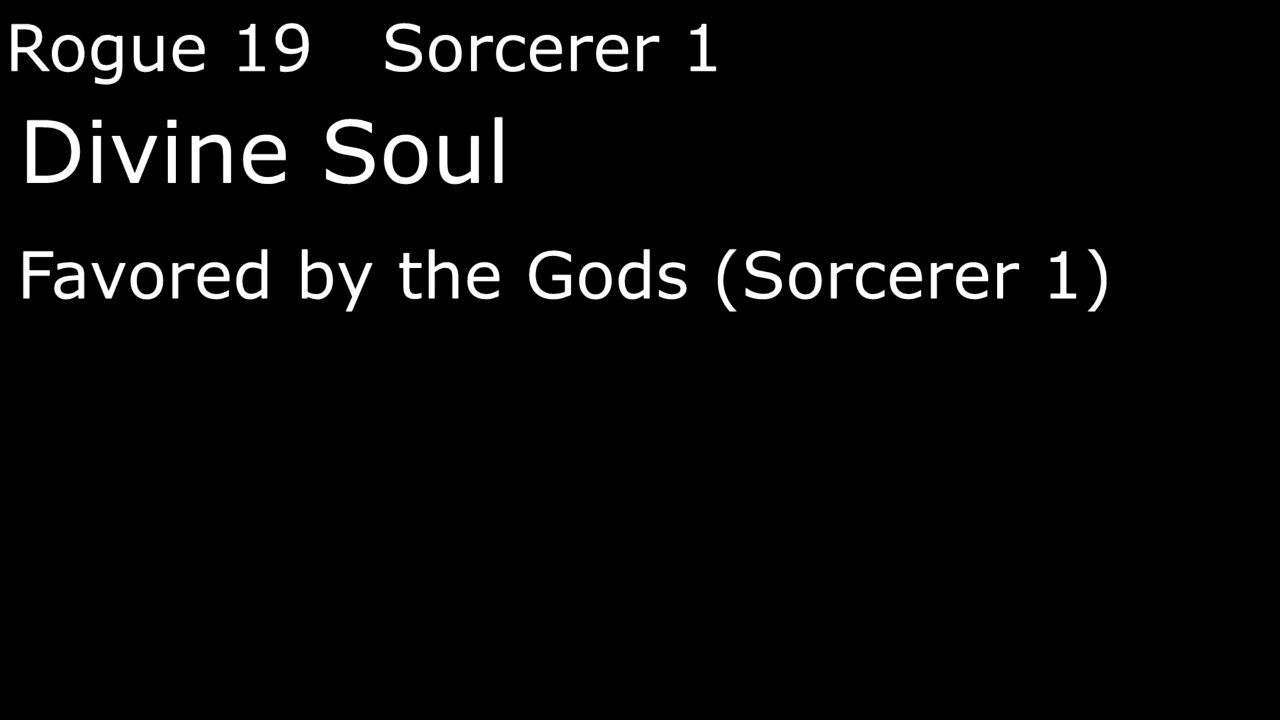 Rogue 19 Sorcerer 1
Divine Soul
Favored by the Gods (Sorcerer 1)